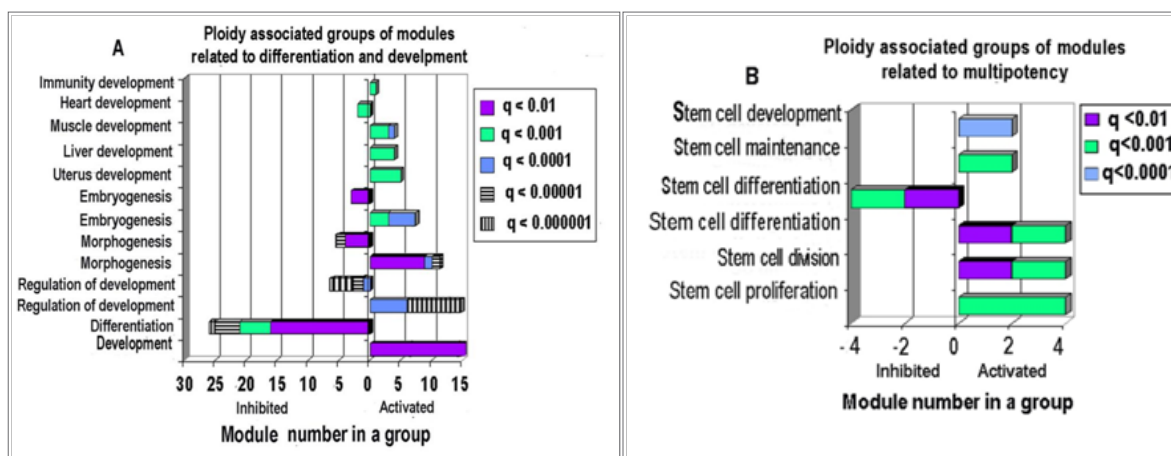 A
Ploidy associated groups of modules
related to differentiation and develpment
Immunity development
Heart development
Muscle development
Liver development
Uterus development
Embryogenesis
Embryogenesis
Morphogenesis
Morphogenesis
Regulation of development
Regulation of development
Differentiation
Development
30 25 20 15 10 5 0 5 10 15
Inhibited Activated
Module number in a group
q < 0.01
q < 0.001
q < 0.0001
q < 0.00001
q < 0.000001
B
Ploidy associated groups of modules
related to multipotency
Stem cell development
Stem cell maintenance
Stem cell differentiation
Stem cell differentiation
Stem cell division
Stem cell proliferation
-4 -2 0 2 4
Inhibited Activated
Module number in a group
q <0.01
q<0.001
q<0.0001